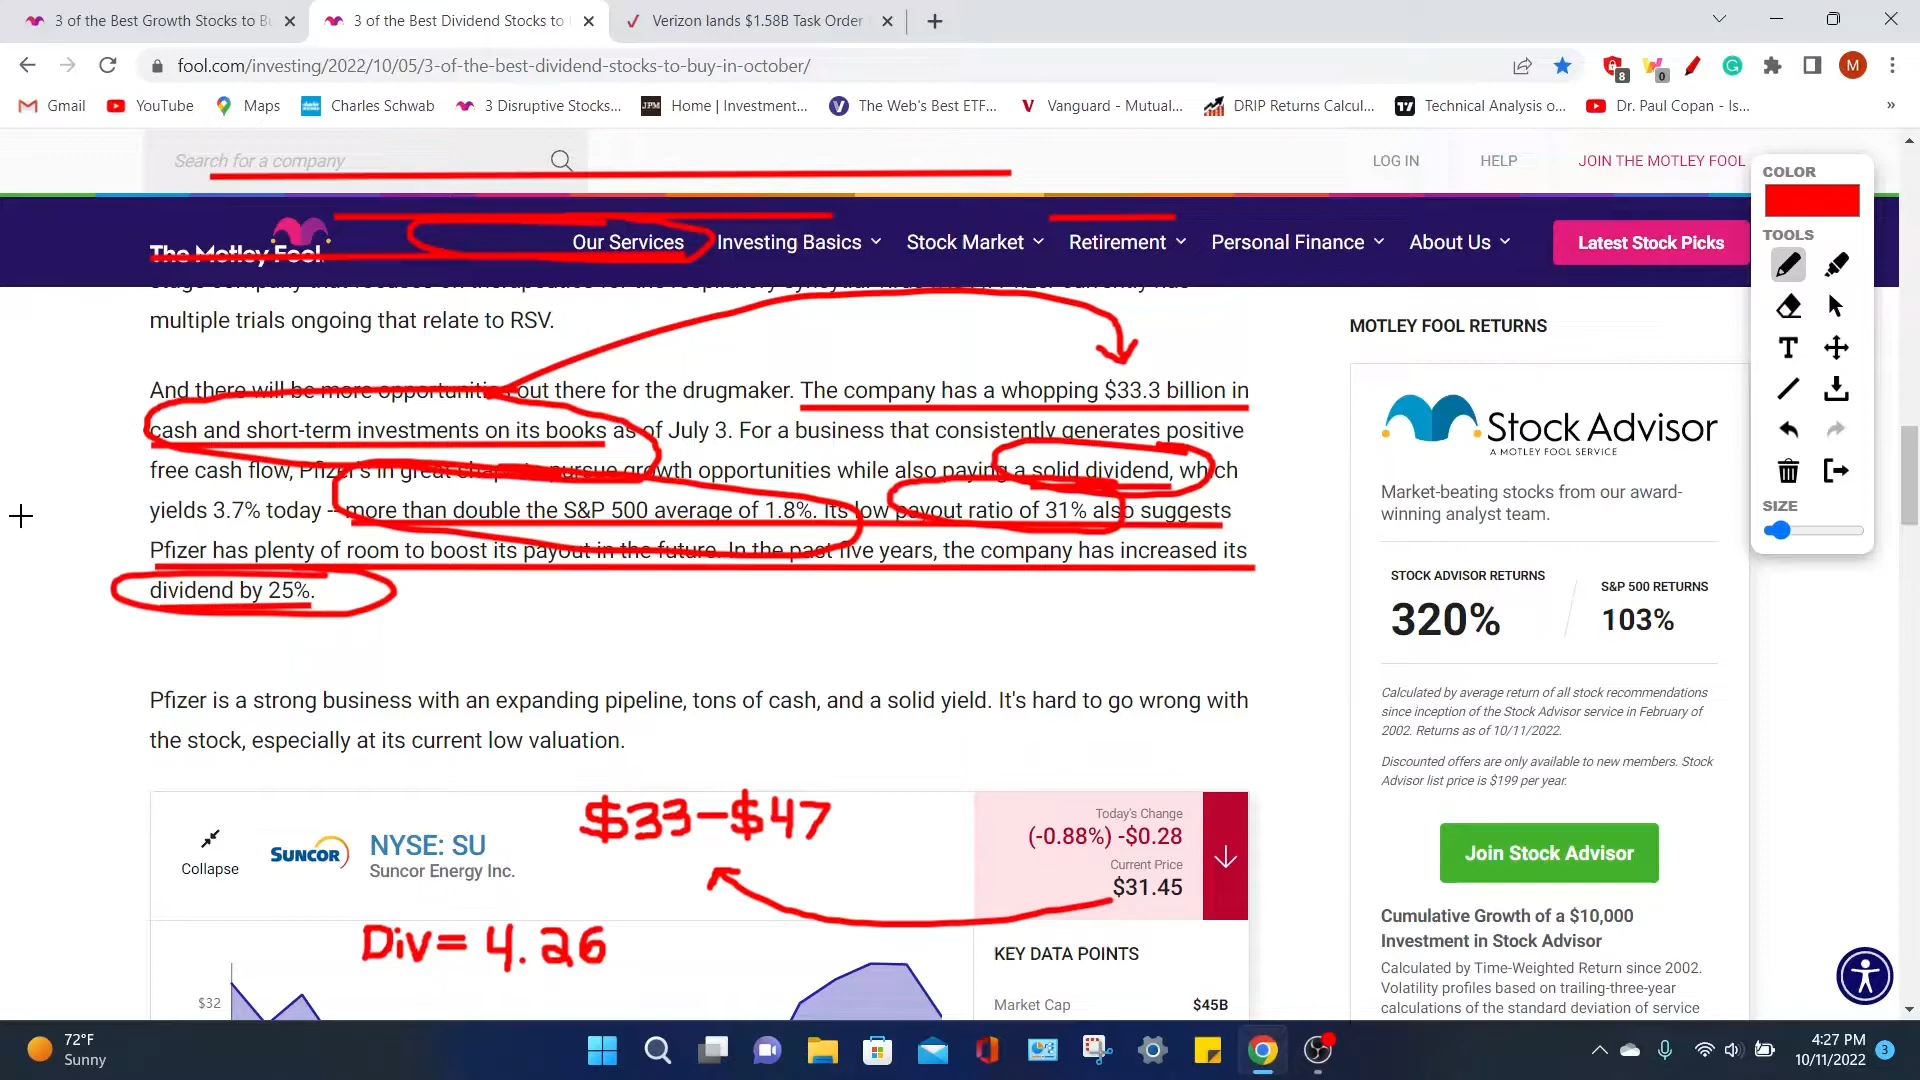 3 of the Best Growth Stocks to Bu
3 of the Best Dividend Stocks to
Verizon lands $1.58B Task Order
fool.com/investing/2022/10/05/3-of-the-best-dividend-stocks-to-buy-in-october/
8
0
M
Gmail
YouTube
Maps
Charles Schwab
3 Disruptive Stocks...
JPM
Home | Investment...
The Web's Best ETF...
Vanguard - Mutual...
DRIP Returns Calcul...
Technical Analysis o...
Dr. Paul Copan - Is...
»
Search for a company
LOG IN
HELP
JOIN THE MOTLEY FOOL
The Motley Fool.
Our Services
Investing Basics
Stock Market
Retirement
Personal Finance
About Us
Latest Stock Picks
COLOR
TOOLS
T
SIZE
multiple trials ongoing that relate to RSV.
And there will be more opportunities out there for the drugmaker. The company has a whopping $33.3 billion in
cash and short-term investments on its books as of July 3. For a business that consistently generates positive
free cash flow, Pfizer's in great shape to pursue growth opportunities while also paying a solid dividend, which
yields 3.7% today -- more than double the S&P 500 average of 1.8%. Its low payout ratio of 31% also suggests
Pfizer has plenty of room to boost its payout in the future. In the past five years, the company has increased its
dividend by 25%.
Pfizer is a strong business with an expanding pipeline, tons of cash, and a solid yield. It's hard to go wrong with
the stock, especially at its current low valuation.
Collapse
SUNCOR
NYSE: SU
Suncor Energy Inc.
$33-$47
Today's Change
(-0.88%) -$0.28
Current Price
$31.45
Div= 4.26
$32
KEY DATA POINTS
Market Cap
$45B
MOTLEY FOOL RETURNS
Stock Advisor
A MOTLEY FOOL SERVICE
Market-beating stocks from our award-
winning analyst team.
STOCK ADVISOR RETURNS
320%
S&P 500 RETURNS
103%
Calculated by average return of all stock recommendations
since inception of the Stock Advisor service in February of
2002. Returns as of 10/11/2022.
Discounted offers are only available to new members. Stock
Advisor list price is $199 per year.
Join Stock Advisor
Cumulative Growth of a $10,000
Investment in Stock Advisor
Calculated by Time-Weighted Return since 2002.
Volatility profiles based on trailing-three-year
calculations of the standard deviation of service
72°F
Sunny
4:27 PM
10/11/2022
3